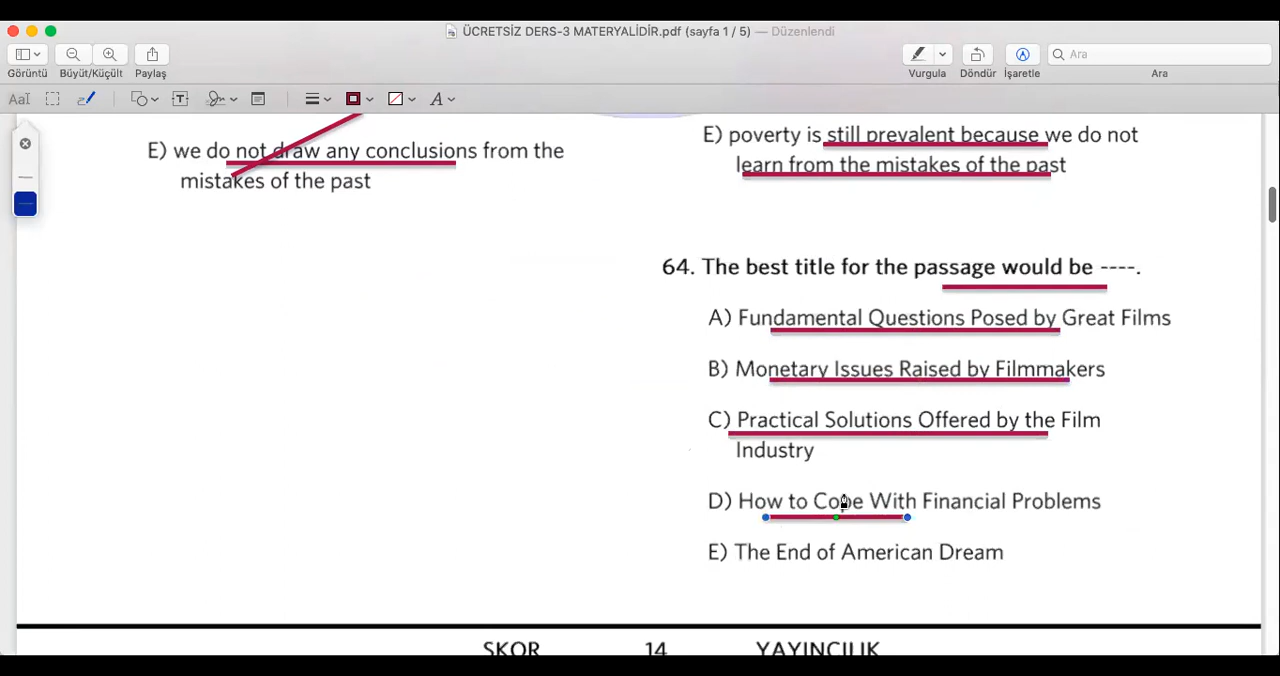 ÜCRETSİZ DERS-3 MATERYALİDİR.pdf (sayfa 1 / 5) — Düzenlendi
Ara
Görüntü
Büyüt/Küçült
Paylaş
Vurgula
Döndür
İşaretle
Ara
E) we do not draw any conclusions from the
mistakes of the past
E) poverty is still prevalent because we do not
learn from the mistakes of the past
64. The best title for the passage would be ----.
A) Fundamental Questions Posed by Great Films
B) Monetary Issues Raised by Filmmakers
C) Practical Solutions Offered by the Film
Industry
D) How to Cope With Financial Problems
E) The End of American Dream
SKOR 14 YAYINCILIK